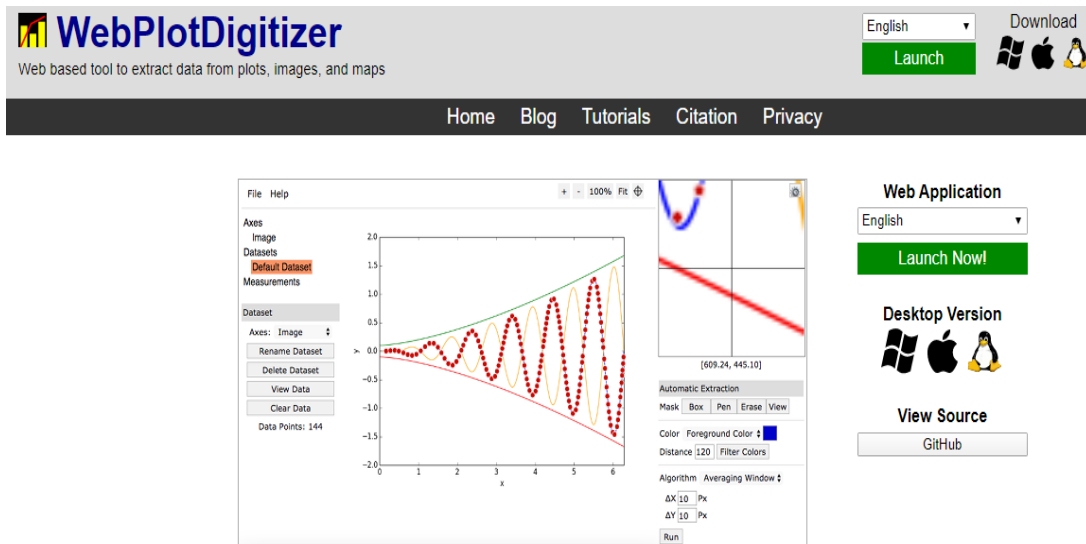 WebPlotDigitizer
Web based tool to extract data from plots, images, and maps
English
Launch
Download
Home Blog Tutorials Citation Privacy
File Help
+ - 100% Fit
Axes
Image
Datasets
Default Dataset
Measurements
Dataset
Axes: Image
Rename Dataset
Delete Dataset
View Data
Clear Data
Data Points: 144
2.0
1.5
1.0
0.5
0.0
−0.5
−1.0
−1.5
−2.0
y
0 1 2 3 4 5 6
x
[609.24, 445.10]
Automatic Extraction
Mask Box Pen Erase View
Color Foreground Color
Distance 120 Filter Colors
Algorithm Averaging Window
ΔX 10 Px
ΔY 10 Px
Run
Web Application
English
Launch Now!
Desktop Version
View Source
GitHub